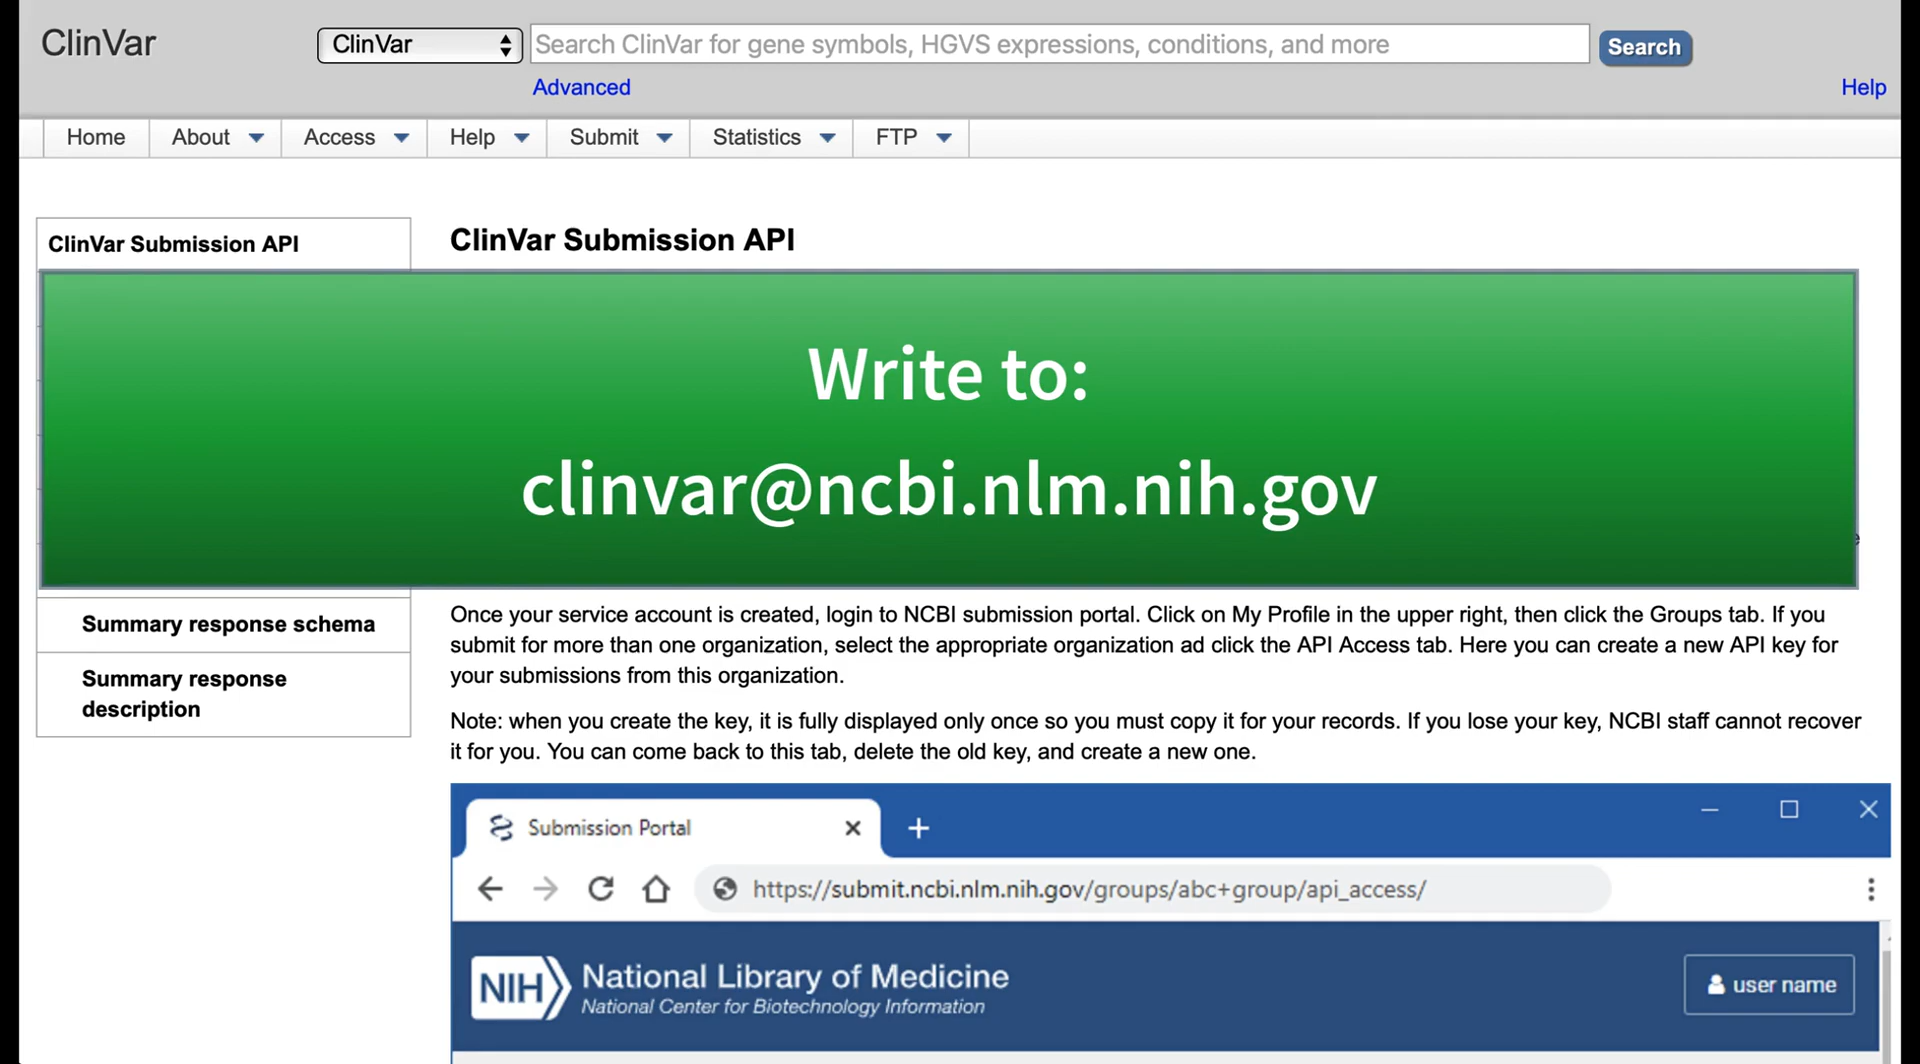 ClinVar
ClinVar
Search ClinVar for gene symbols, HGVS expressions, conditions, and more
Search
Advanced
Help
Home
About
Access
Help
Submit
Statistics
FTP
ClinVar Submission API
Summary response schema
Summary response
description
ClinVar Submission API
Write to:
clinvar@ncbi.nlm.nih.gov
Once your service account is created, login to NCBI submission portal. Click on My Profile in the upper right, then click the Groups tab. If you
submit for more than one organization, select the appropriate organization ad click the API Access tab. Here you can create a new API key for
your submissions from this organization.
Note: when you create the key, it is fully displayed only once so you must copy it for your records. If you lose your key, NCBI staff cannot recover
it for you. You can come back to this tab, delete the old key, and create a new one.
Submission Portal
https://submit.ncbi.nlm.nih.gov/groups/abc+group/api_access/
NIH
National Library of Medicine
National Center for Biotechnology Information
user name